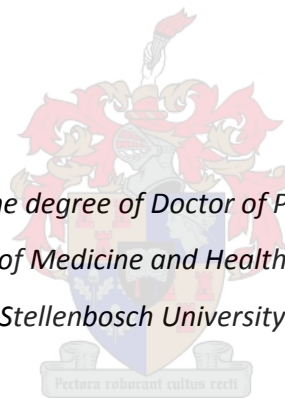 he degree of Doctor of P
of Medicine and Health
Stellenbosch University
Pectora roborant cultus recti